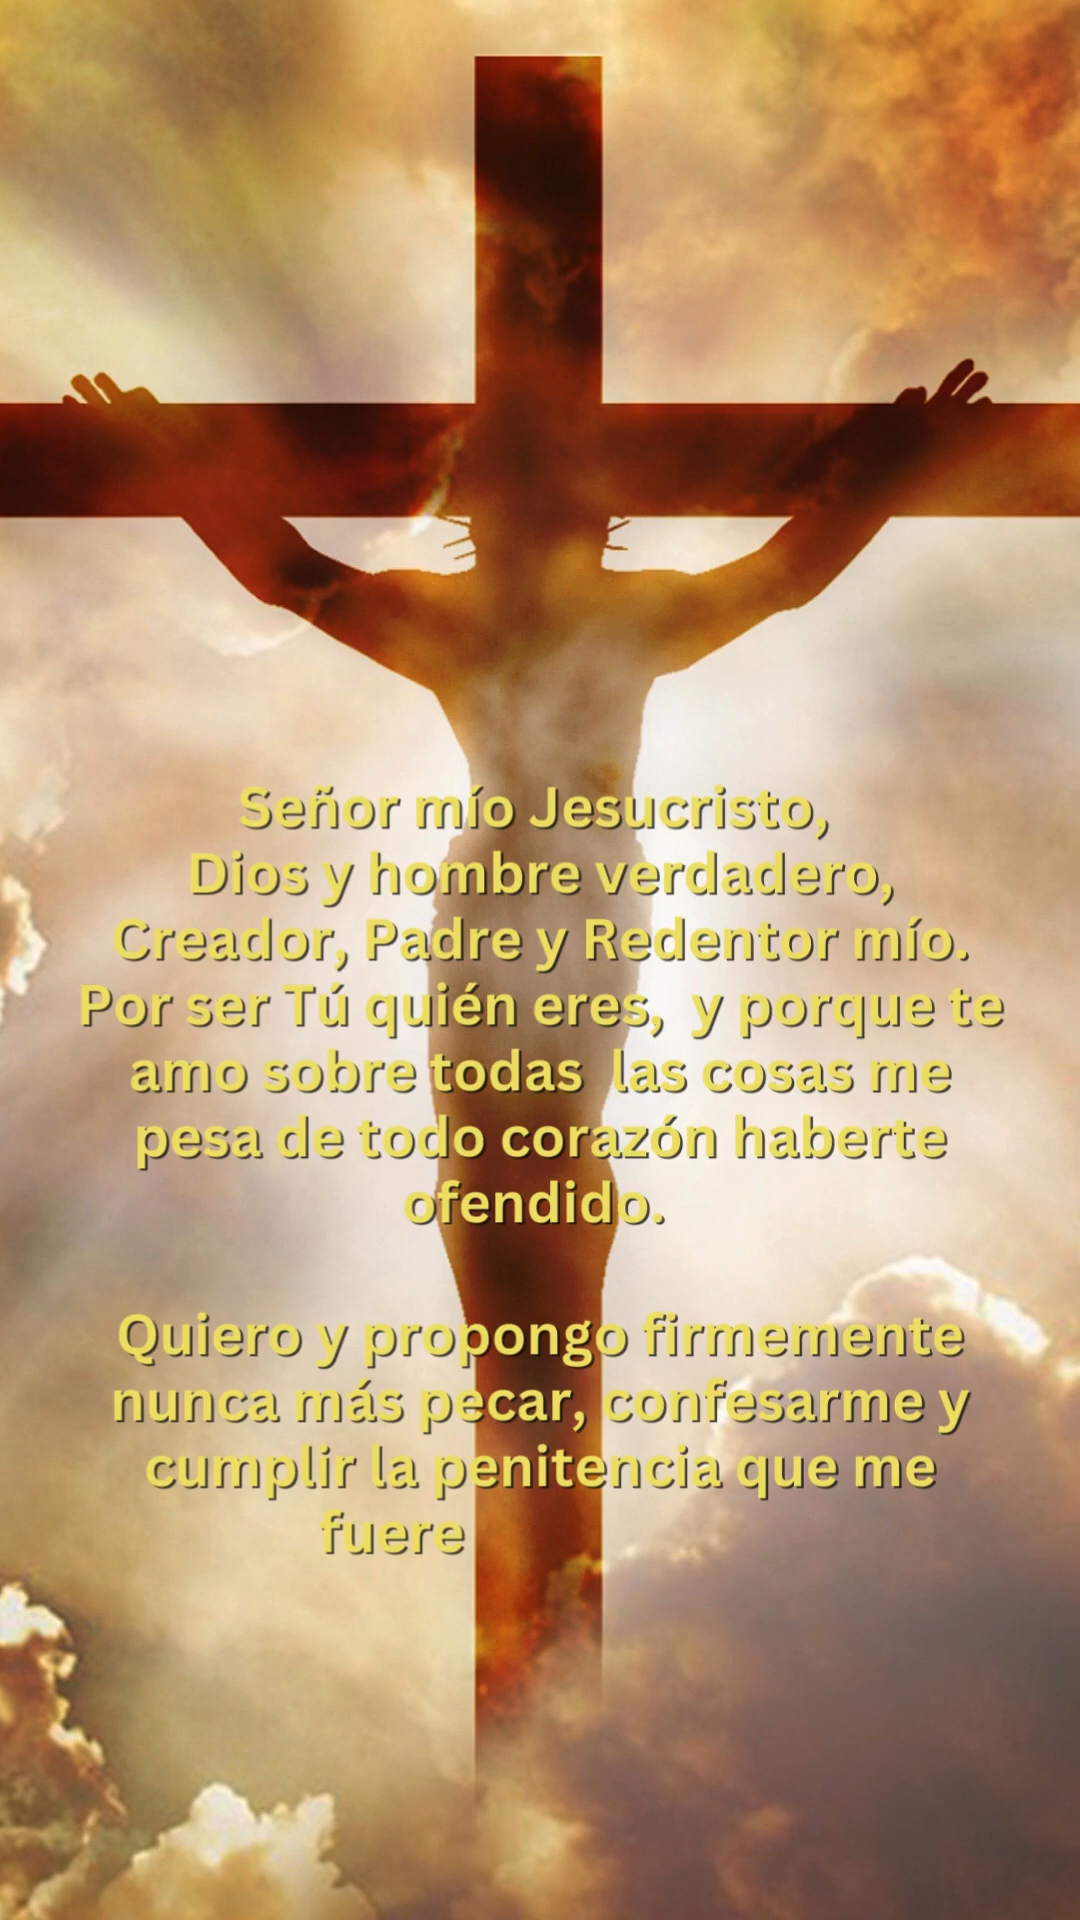 Señor mío Jesucristo,
Dios y hombre verdadero,
Creador, Padre y Redentor mío.
Por ser Tú quién eres,  y porque te
amo sobre todas  las cosas me
pesa de todo corazón haberte
ofendido.
Quiero y propongo firmemente
nunca más pecar, confesarme y
cumplir la penitencia que me
fuere